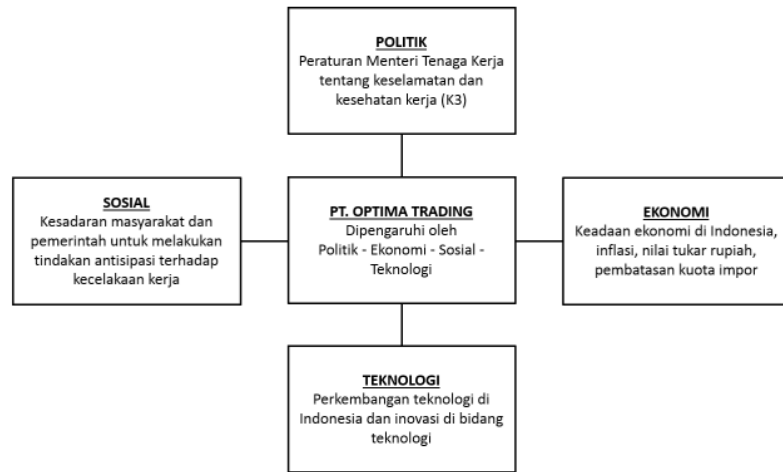 POLITIK
Peraturan Menteri Tenaga Kerja
tentang keselamatan dan
kesehatan kerja (K3)
SOSIAL
Kesadaran masyarakat dan
pemerintah untuk melakukan
tindakan antisipasi terhadap
kecelakaan kerja
PT. OPTIMA TRADING
Dipengaruhi oleh
Politik - Ekonomi - Sosial -
Teknologi
EKONOMI
Keadaan ekonomi di Indonesia,
inflasi, nilai tukar rupiah,
pembatasan kuota impor
TEKNOLOGI
Perkembangan teknologi di
Indonesia dan inovasi di bidang
teknologi